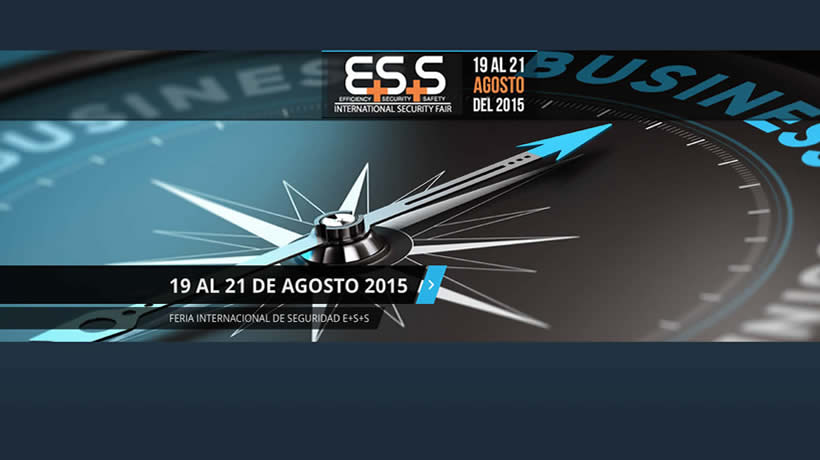 E+S+S
EFFICIENCY SECURITY SAFETY
INTERNATIONAL SECURITY FAIR
19 AL 21
AGOSTO
DEL 2015
BUSINESS
BUSINESS
19 AL 21 DE AGOSTO 2015
FERIA INTERNACIONAL DE SEGURIDAD E+S+S